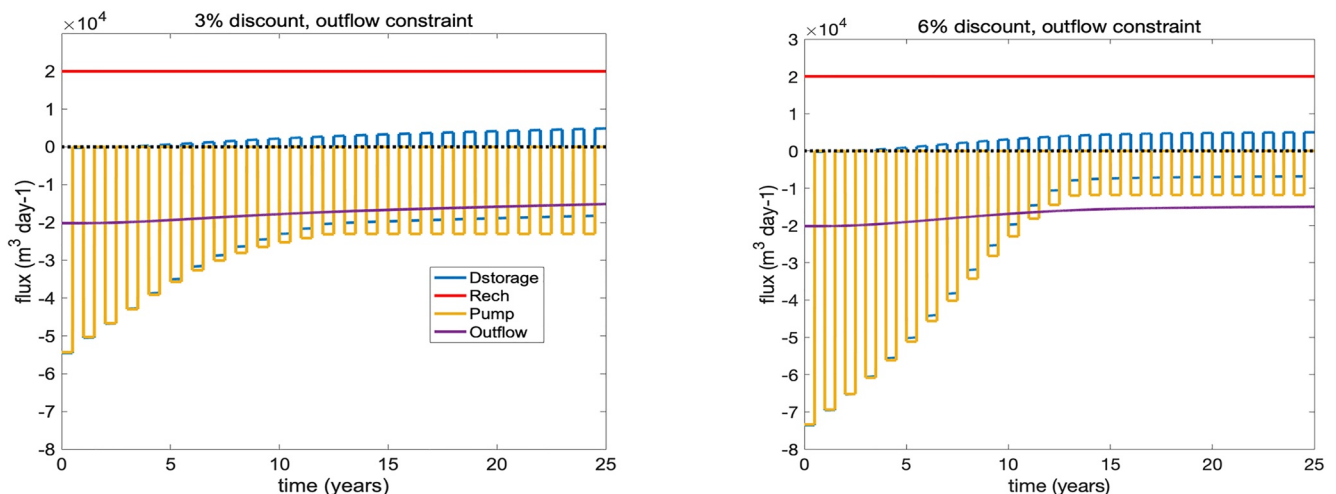 3% discount, outflow constraint
×10⁴
2
1
0
-1
-2
-3
-4
-5
-6
-7
-8
flux (m³ day-1)
0 5 10 15 20 25
time (years)
Dstorage
Rech
Pump
Outflow
6% discount, outflow constraint
×10⁴
3
2
1
0
-1
-2
-3
-4
-5
-6
-7
-8
flux (m³ day-1)
0 5 10 15 20 25
time (years)